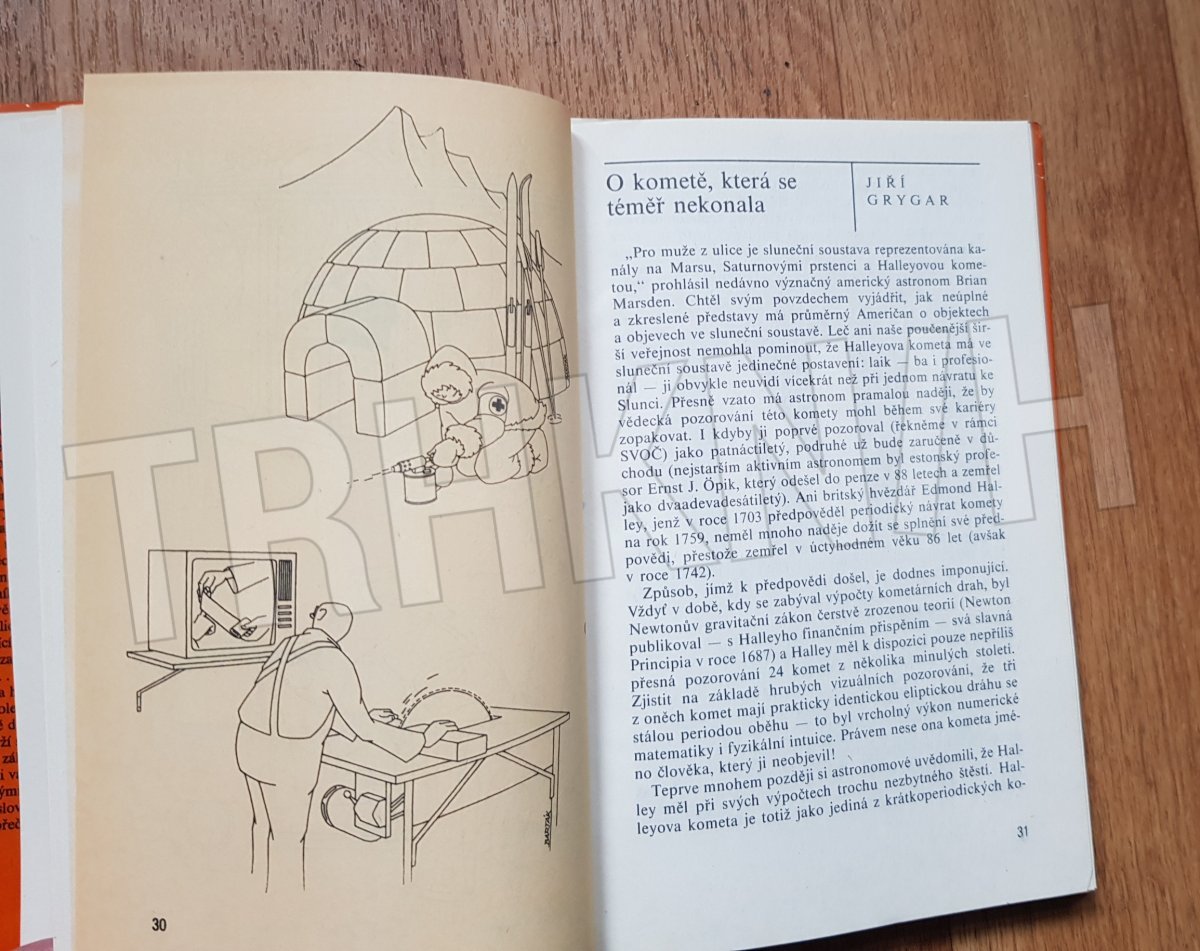 BARTÁK
30
O kometě, která se
téměř nekonala
JIŘÍ
GRYGAR
„Pro muže z ulice je sluneční soustava reprezentována ka-
nály na Marsu, Saturnovými prstenci a Halleyovou kome-
tou,“ prohlásil nedávno význačný americký astronom Brian
Marsden. Chtěl svým povzdechem vyjádřit, jak neúplné
a zkreslené představy má průměrný Američan o objektech
a objevech ve sluneční soustavě. Leč ani naše poučenější šir-
ší veřejnost nemohla pominout, že Halleyova kometa má ve
sluneční soustavě jedinečné postavení: laik — ba i profesio-
nál — ji obvykle neuvidí vícekrát než při jednom návratu ke
Slunci. Přesně vzato má astronom pramalou naději, že by
vědecká pozorování této komety mohl během své kariéry
zopakovat. I kdyby ji poprvé pozoroval (řekněme v rámci
SVOČ) jako patnáctiletý, podruhé už bude zaručeně v dů-
chodu (nejstarším aktivním astronomem byl estonský profe-
sor Ernst J. Öpik, který odešel do penze v 88 letech a zemřel
jako dvaadevadesátiletý). Ani britský hvězdář Edmond Hal-
ley, jenž v roce 1703 předpověděl periodický návrat komety
na rok 1759, neměl mnoho naděje dožít se splnění své před-
povědi, přestože zemřel v úctyhodném věku 86 let (avšak
v roce 1742).
Způsob, jímž k předpovědi došel, je dodnes imponující.
Vždyť v době, kdy se zabýval výpočty kometárních drah, byl
Newtonův gravitační zákon čerstvě zrozenou teorií (Newton
publikoval — s Halleyho finančním přispěním — svá slavná
Principia v roce 1687) a Halley měl k dispozici pouze nepříliš
přesná pozorování 24 komet z několika minulých století.
Zjistit na základě hrubých vizuálních pozorování, že tři
z oněch komet mají prakticky identickou eliptickou dráhu se
stálou periodou oběhu — to byl vrcholný výkon numerické
matematiky i fyzikální intuice. Právem nese ona kometa jmé-
no člověka, který ji neobjevil!
Teprve mnohem později si astronomové uvědomili, že Hal-
ley měl při svých výpočtech trochu nezbytného štěstí. Hal-
leyova kometa je totiž jako jediná z krátkoperiodických ko-
31
TRHKNIH